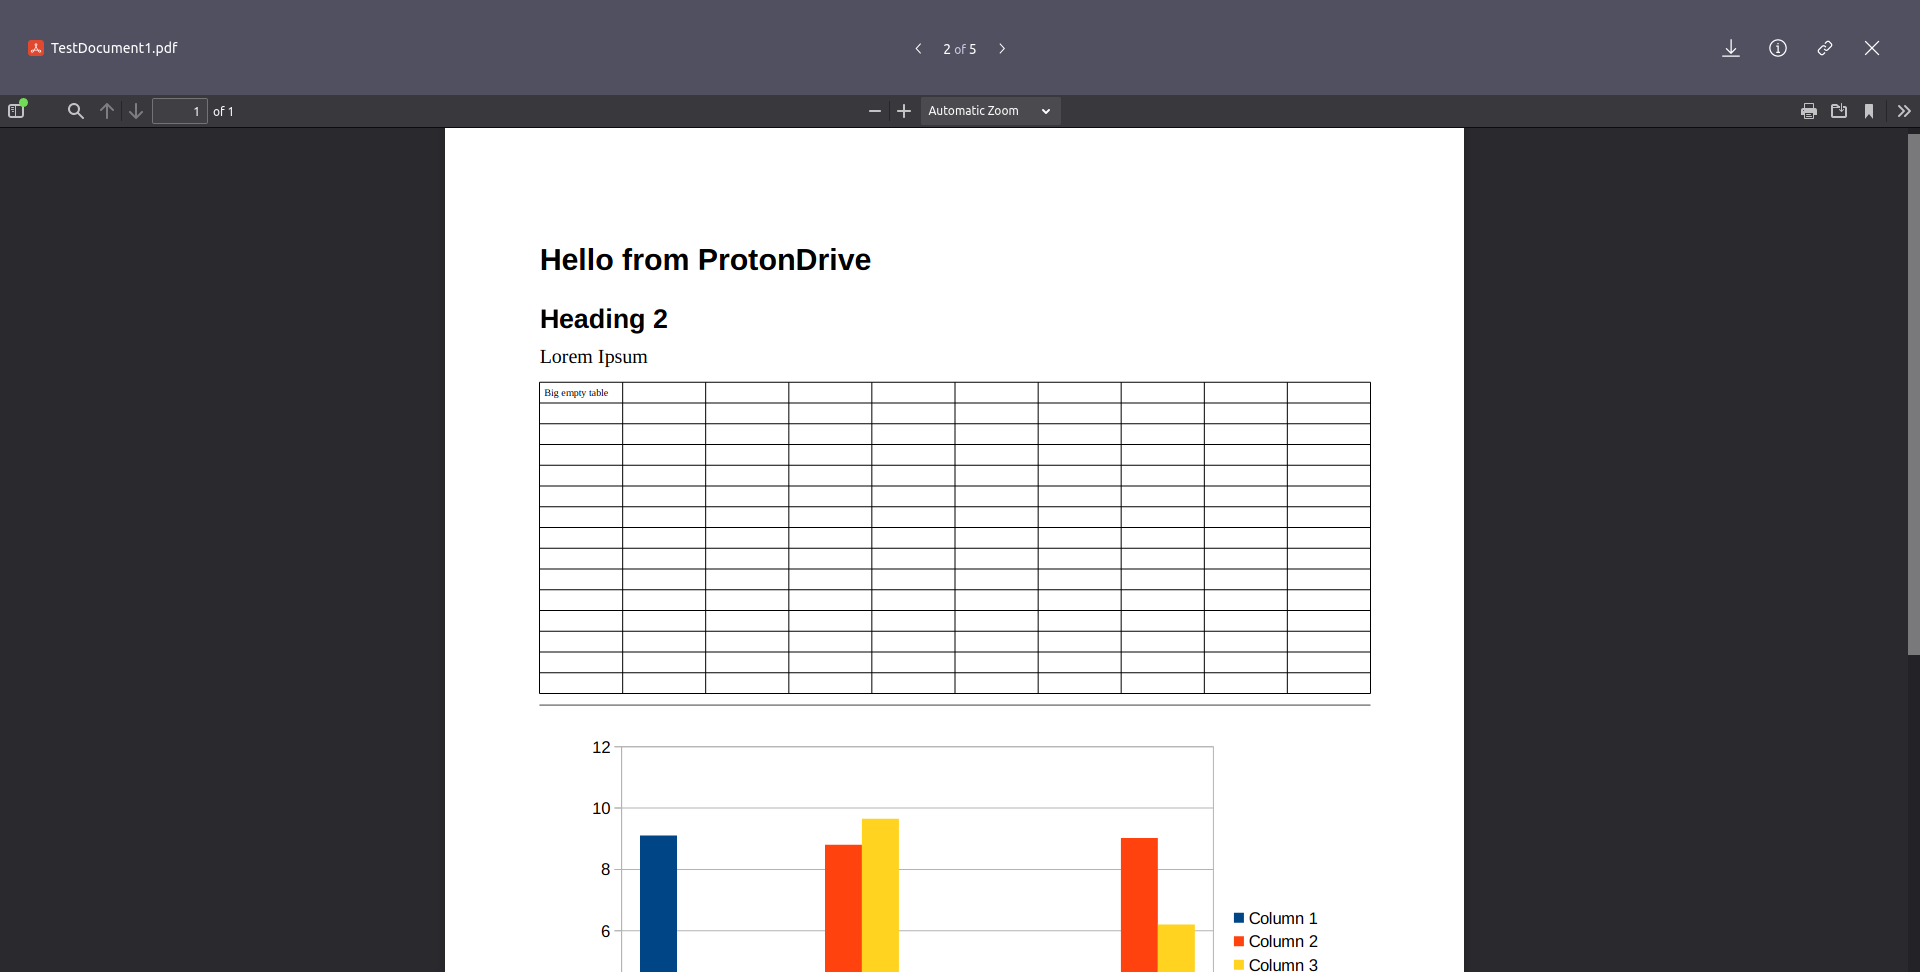 TestDocument1.pdf
2 of 5
1 of 1
Automatic Zoom
Hello from ProtonDrive
Heading 2
Lorem Ipsum
Big empty table
12
10
8
6
Column 1
Column 2
Column 3